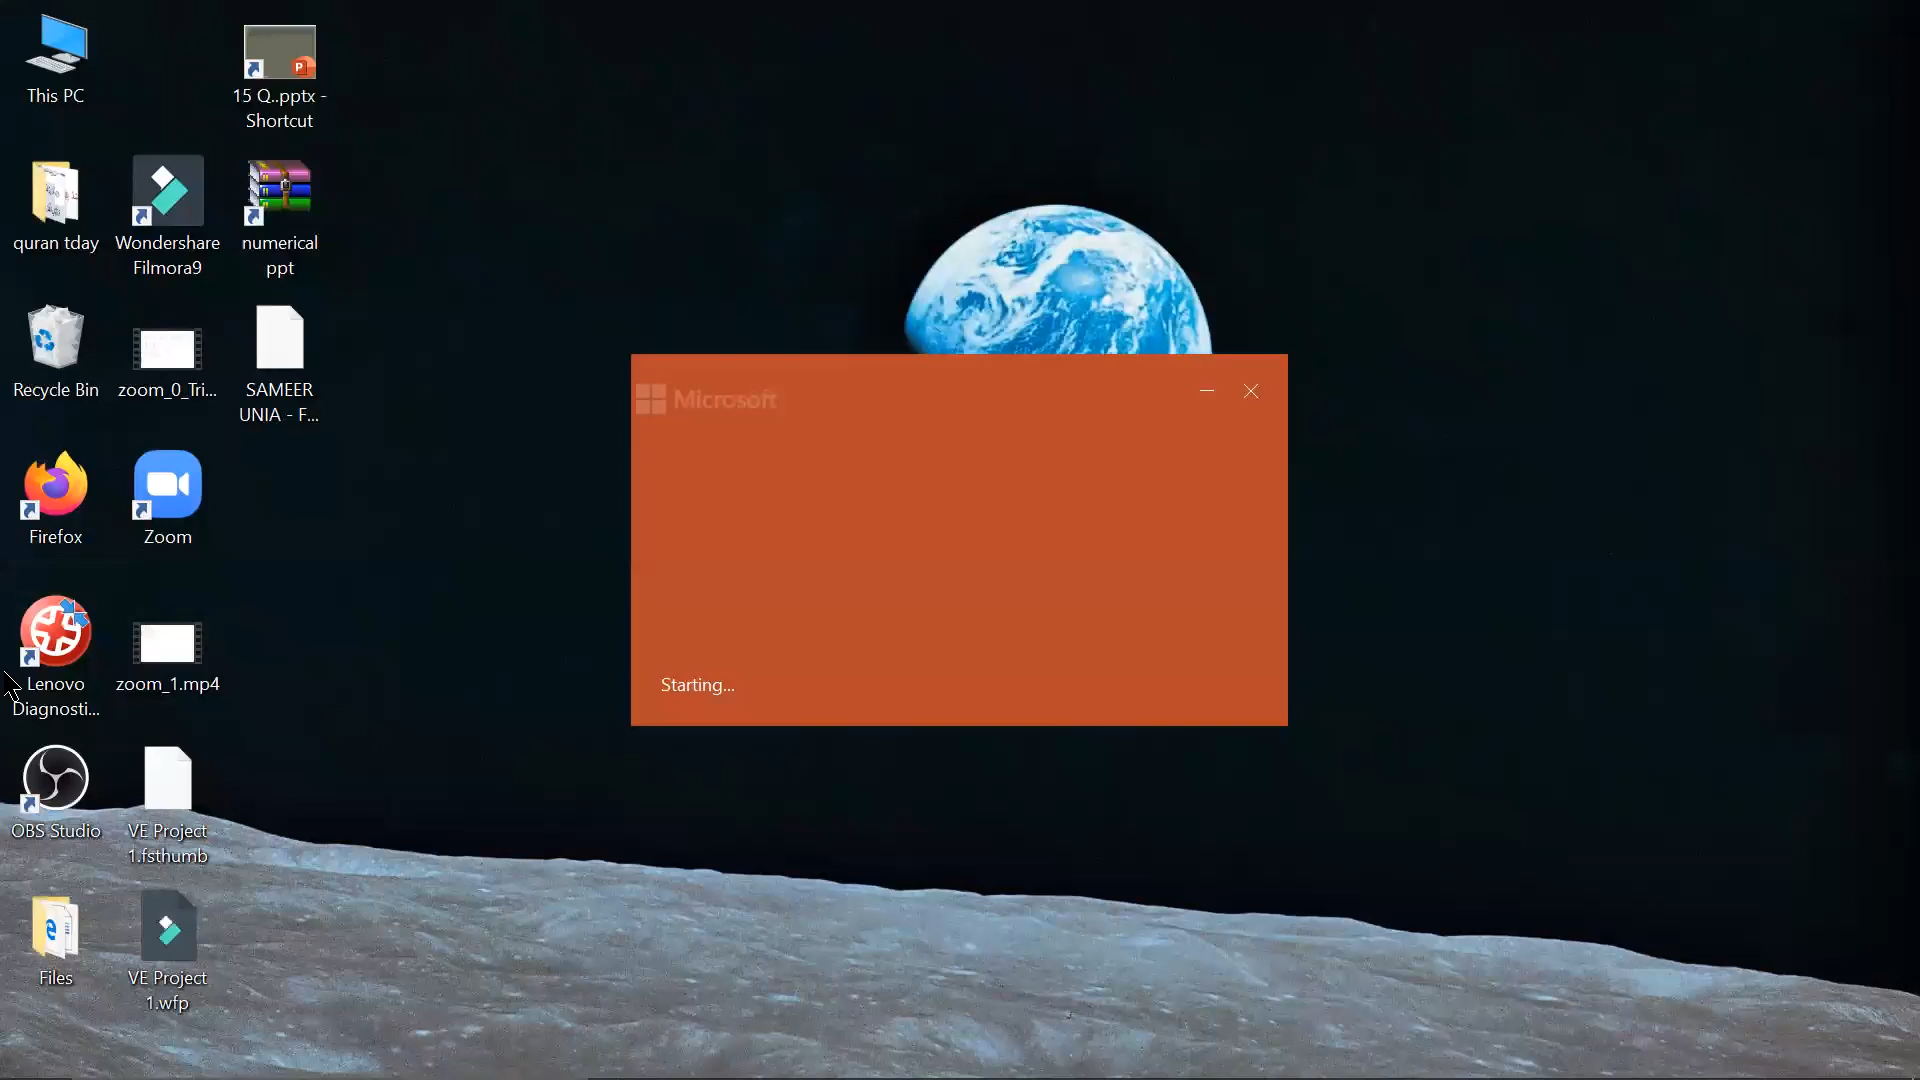 This PC
15 Q..pptx -
Shortcut
quran tday
Wondershare
Filmora9
numerical
ppt
Recycle Bin
zoom_0_Tri...
SAMEER
UNIA - F...
Firefox
Zoom
Lenovo
Diagnosti...
zoom_1.mp4
OBS Studio
VE Project
1.fsthumb
Files
VE Project
1.wfp
Microsoft
Starting...